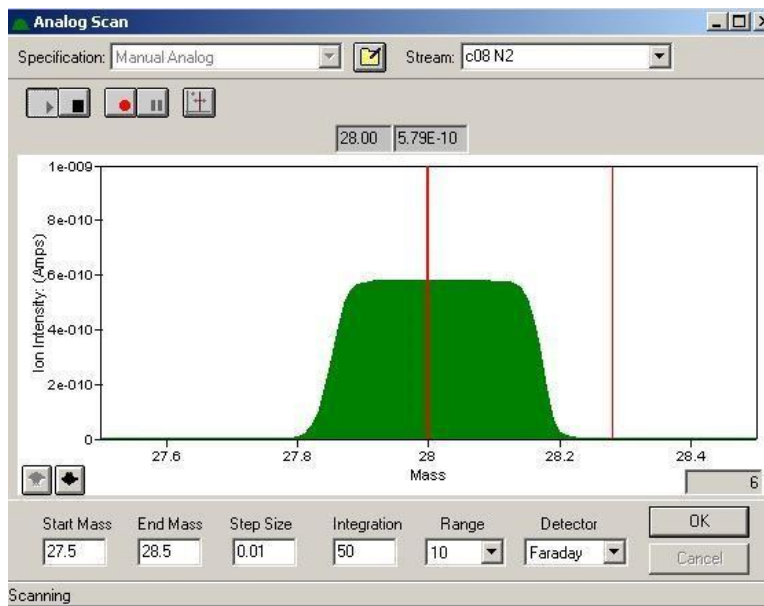 Analog Scan
Specification: Manual Analog Stream: c08 N2
28.00 5.79E-10
1e-009
8e-010
6e-010
4e-010
2e-010
0
Ion Intensity: (Amps)
27.6 27.8 28 28.2 28.4
Mass
6
Start Mass End Mass Step Size Integration Range Detector OK
27.5 28.5 0.01 50 10 Faraday Cancel
Scanning